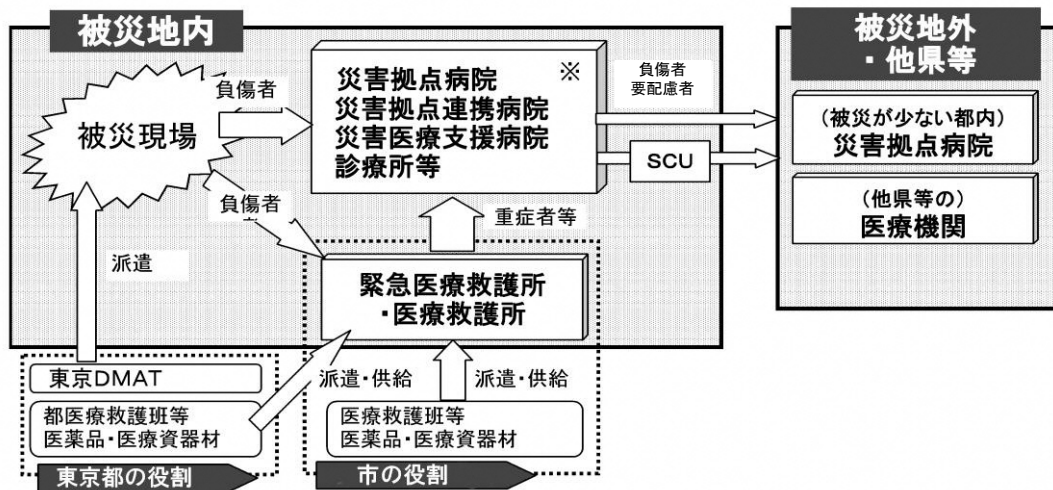 被災地内
被災地外
・他県等
負傷者
災害拠点病院 ※
災害拠点連携病院
災害医療支援病院
診療所等
負傷者
要配慮者
被災現場
(被災が少ない都内)
災害拠点病院
SCU
負傷者
重症者等
(他県等の)
医療機関
派遣
緊急医療救護所
・医療救護所
東京DMAT
派遣・供給
派遣・供給
都医療救護班等
医薬品・医療資器材
医療救護班等
医薬品・医療資器材
東京都の役割
市の役割